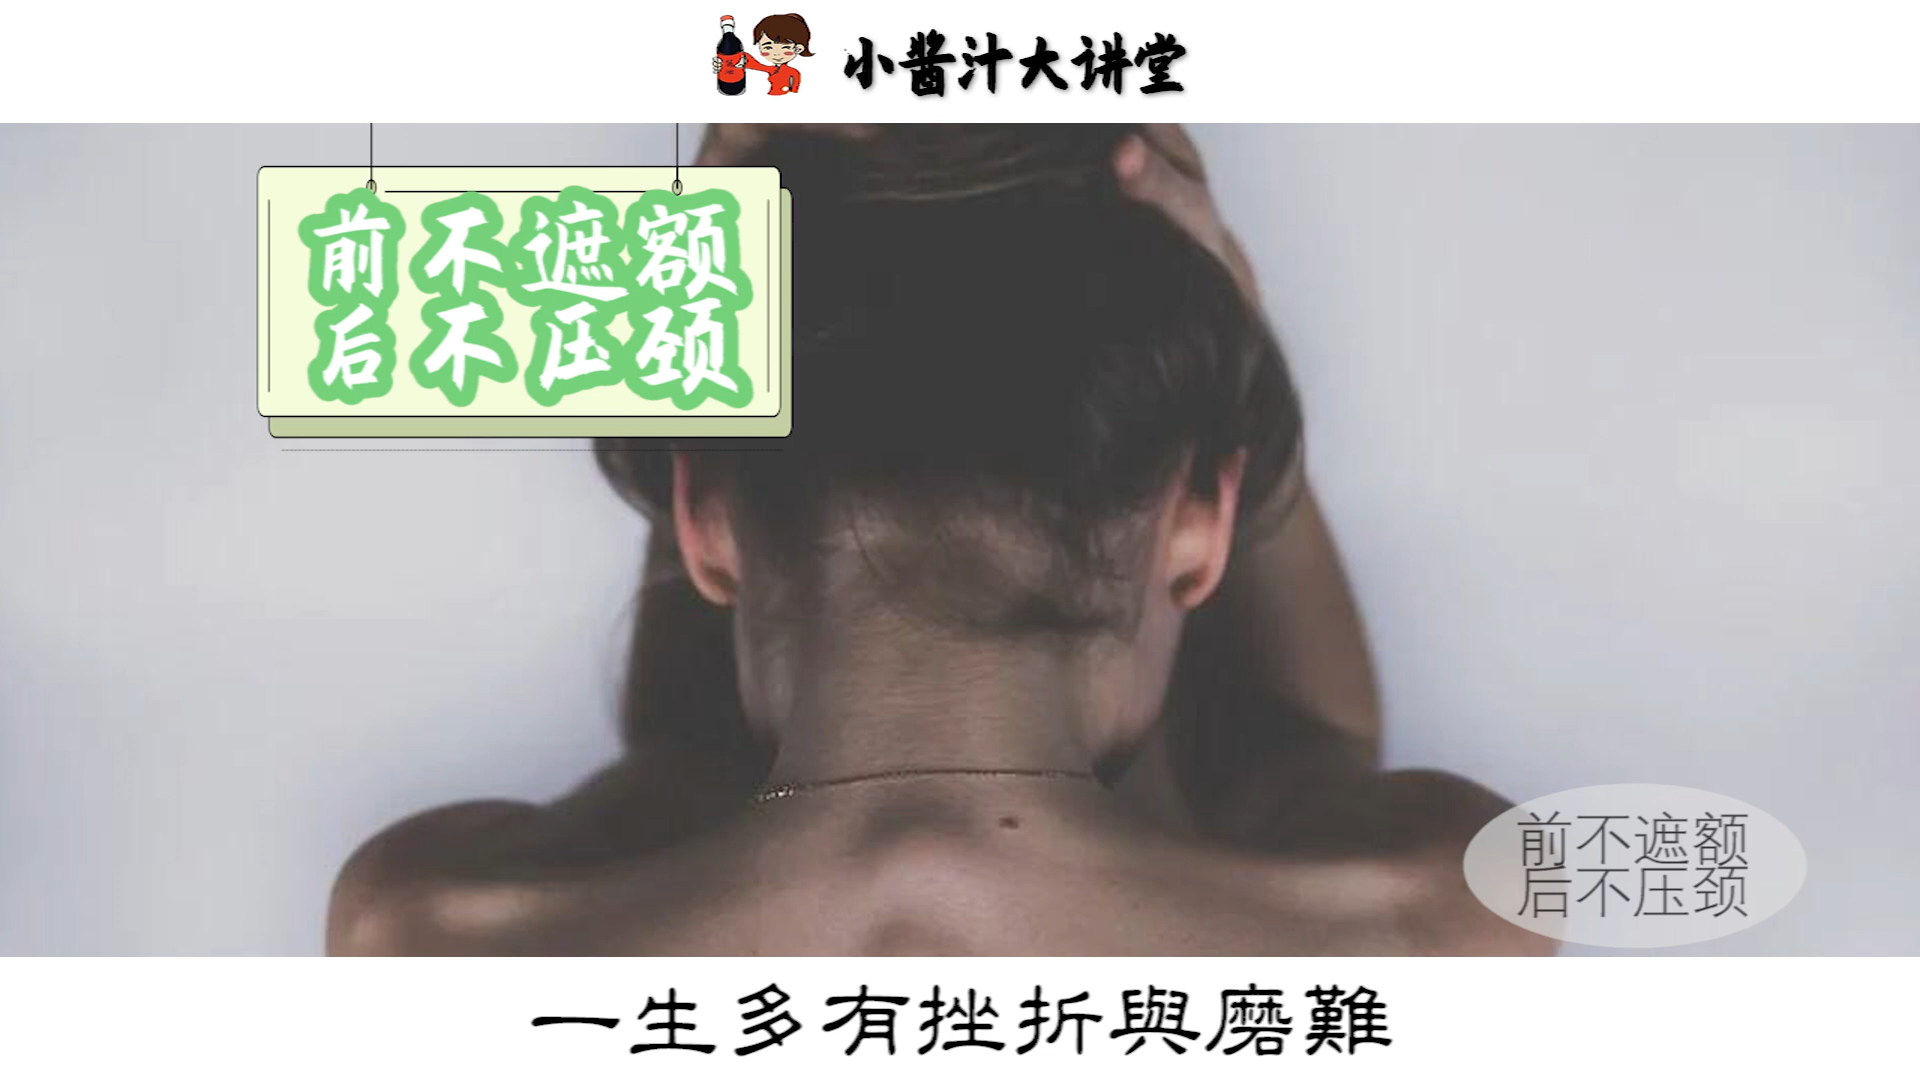 小酱汁大讲堂
前不遮额
后不压颈
前不遮额
后不压颈
一生多有挫折與磨難